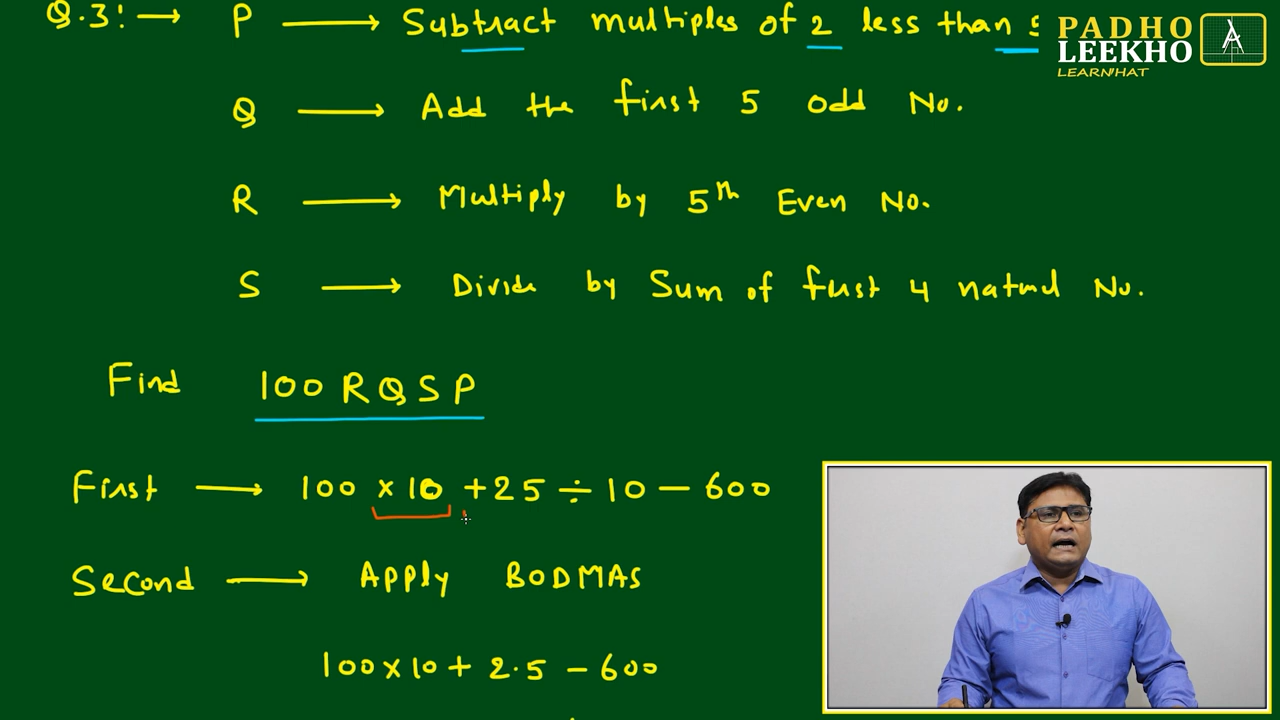 Q.3!→ P → Subtract multiples of 2 less than
PADHO
LEEKHO
LEARN'HAT
Q → Add the first 5 odd No.
R → Multiply by 5th Even No.
S → Divide by Sum of first 4 natural No.
Find 100 R Q S P
First → 100 × 10 + 25 ÷ 10 − 600
Second → Apply BODMAS
100 × 10 + 2.5 − 600